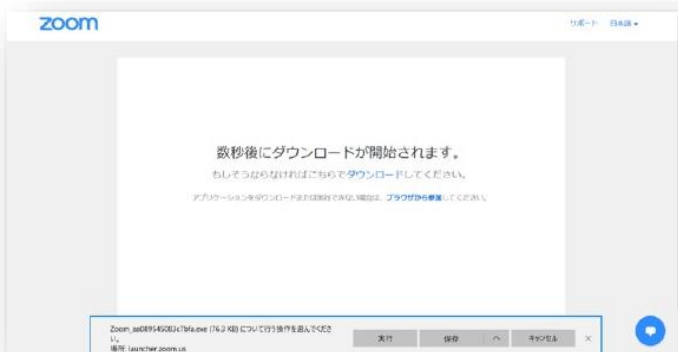 zoom
サポート 日本語
数秒後にダウンロードが開始されます。
もしそうならなければこちらでダウンロードしてください。
アプリケーションをダウンロードまたは実行できない場合は、ブラウザから参加してください。
(76.3 KB) について行う操作を選んでくださ
い。
場所: launcher.zoom.us
実行 保存 キャンセル ×